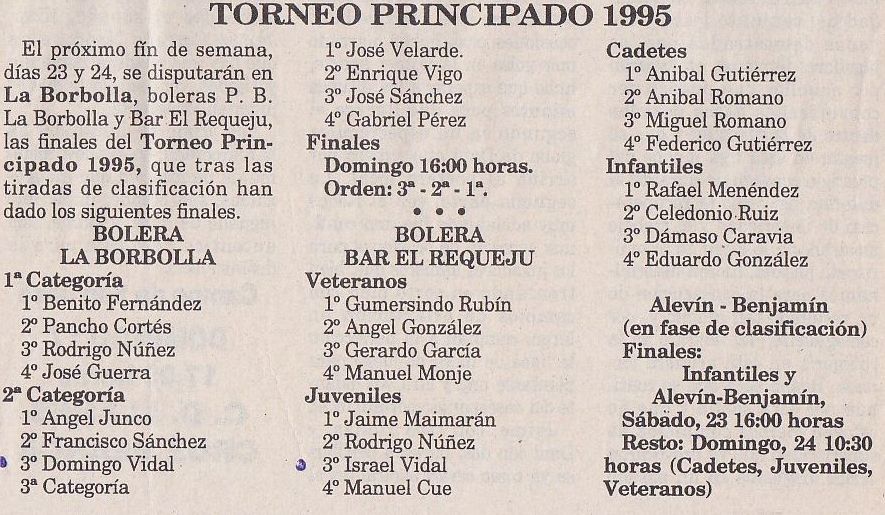 TORNEO PRINCIPADO 1995
El próximo fín de semana,
días 23 y 24, se disputarán en
La Borbolla, boleras P. B.
La Borbolla y Bar El Requeju,
las finales del Torneo Prin-
cipado 1995, que tras las
tiradas de clasificación han
dado los siguientes finales.
BOLERA
LA BORBOLLA
1ª Categoría
1º Benito Fernández
2º Pancho Cortés
3º Rodrigo Núñez
4º José Guerra
2ª Categoría
1º Angel Junco
2º Francisco Sánchez
3º Domingo Vidal
3ª Categoría
1º José Velarde.
2º Enrique Vigo
3º José Sánchez
4º Gabriel Pérez
Finales
Domingo 16:00 horas.
Orden: 3ª - 2ª - 1ª.
• • •
BOLERA
BAR EL REQUEJU
Veteranos
1º Gumersindo Rubín
2º Angel González
3º Gerardo García
4º Manuel Monje
Juveniles
1º Jaime Maimarán
2º Rodrigo Núñez
3º Israel Vidal
4º Manuel Cue
Cadetes
1º Anibal Gutiérrez
2º Anibal Romano
3º Miguel Romano
4º Federico Gutiérrez
Infantiles
1º Rafael Menéndez
2º Celedonio Ruiz
3º Dámaso Caravia
4º Eduardo González
Alevín - Benjamín
(en fase de clasificación)
Finales:
Infantiles y
Alevín-Benjamín,
Sábado, 23 16:00 horas
Resto: Domingo, 24 10:30
horas (Cadetes, Juveniles,
Veteranos)